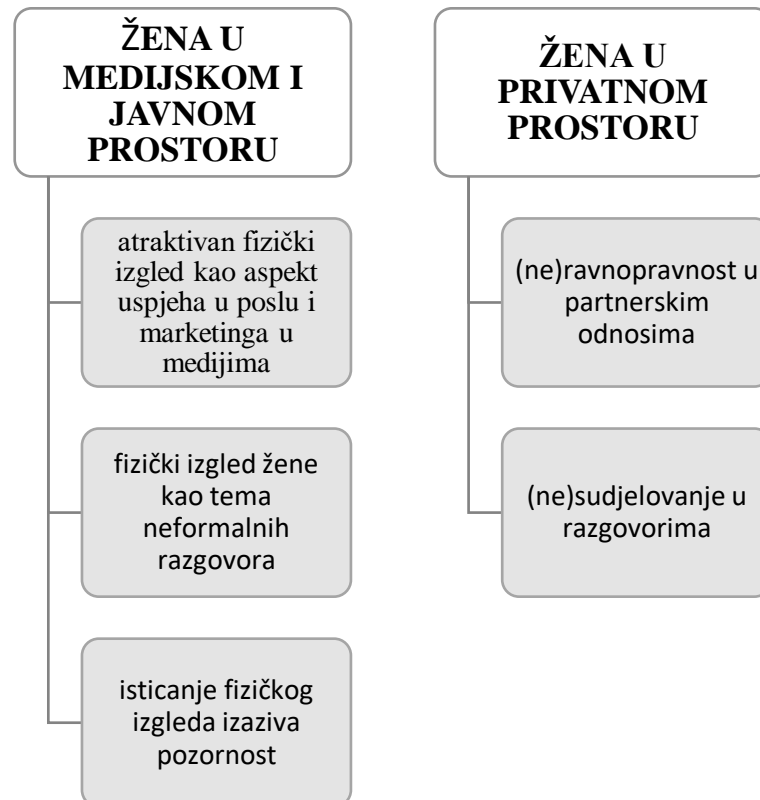 ŽENA U
MEDIJSKOM I
JAVNOM
PROSTORU
atraktivan fizički
izgled kao aspekt
uspjeha u poslu i
marketinga u
medijima
fizički izgled žene
kao tema
neformalnih
razgovora
isticanje fizičkog
izgleda izaziva
pozornost
ŽENA U
PRIVATNOM
PROSTORU
(ne)ravnopravnost u
partnerskim
odnosima
(ne)sudjelovanje u
razgovorima